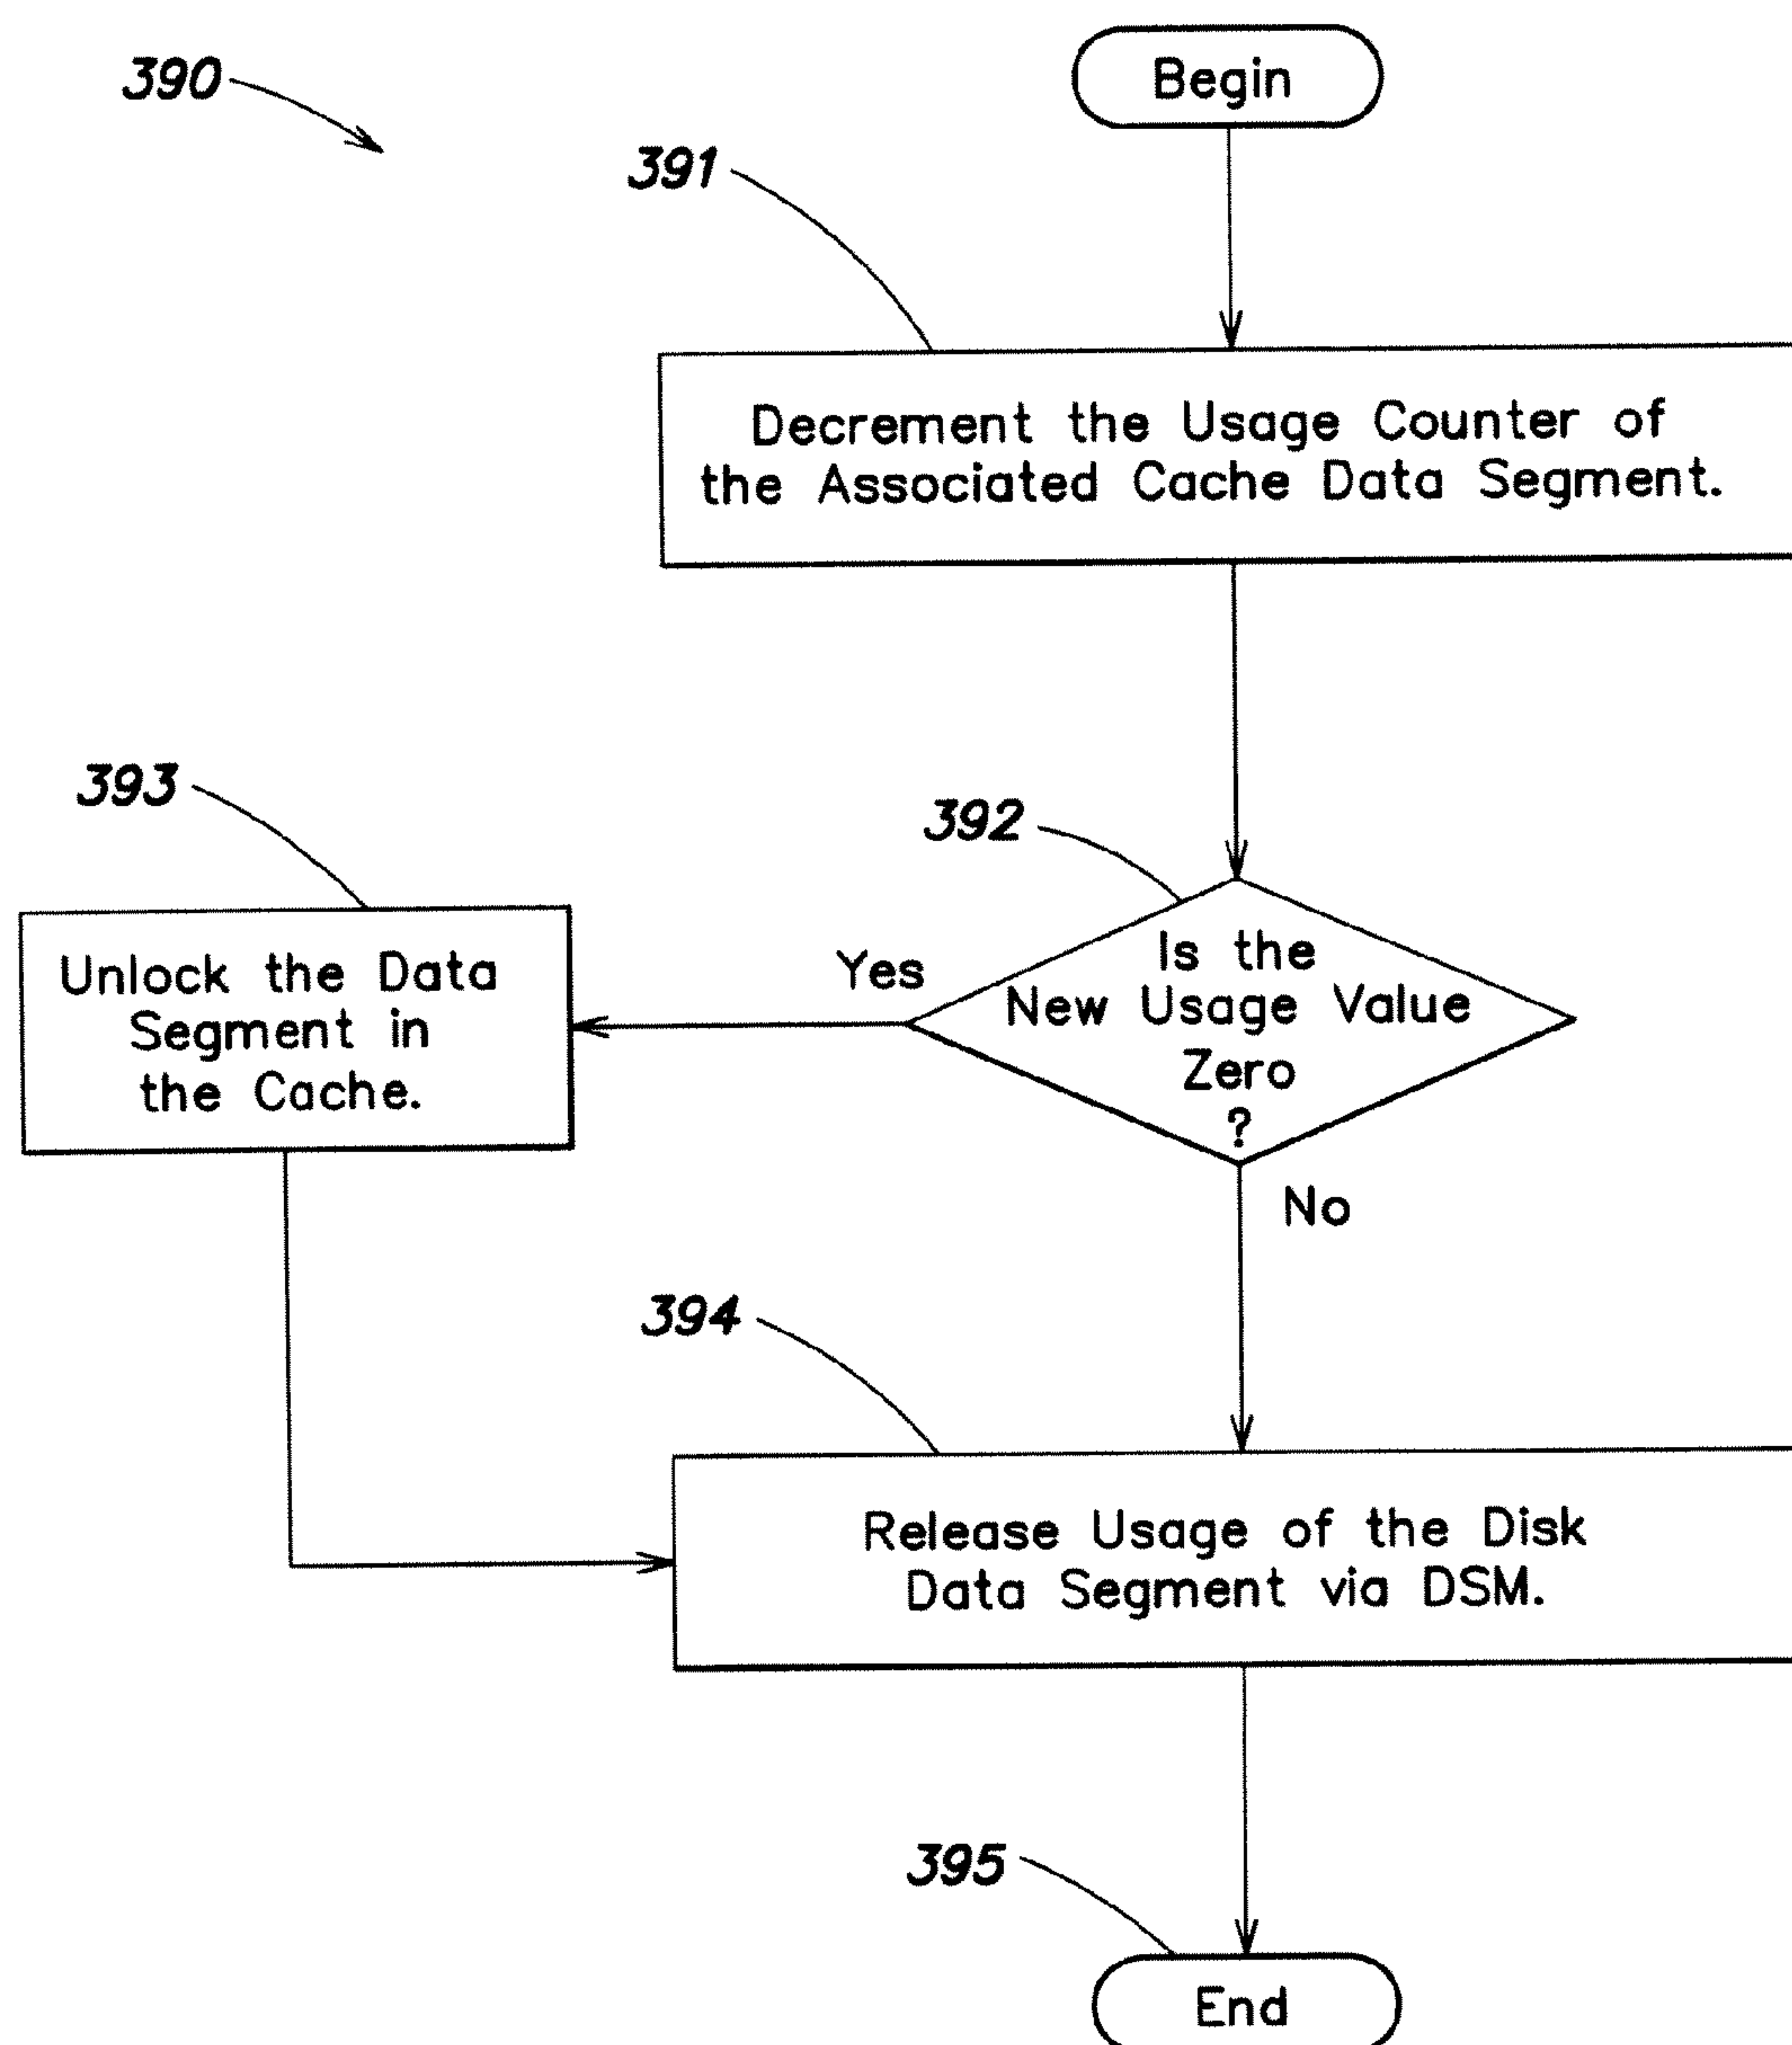 390
Begin
391
Decrement the Usage Counter of
the Associated Cache Data Segment.
393
392
Unlock the Data
Segment in
the Cache.
Yes
Is the
New Usage Value
Zero
?
No
394
Release Usage of the Disk
Data Segment via DSM.
395
End